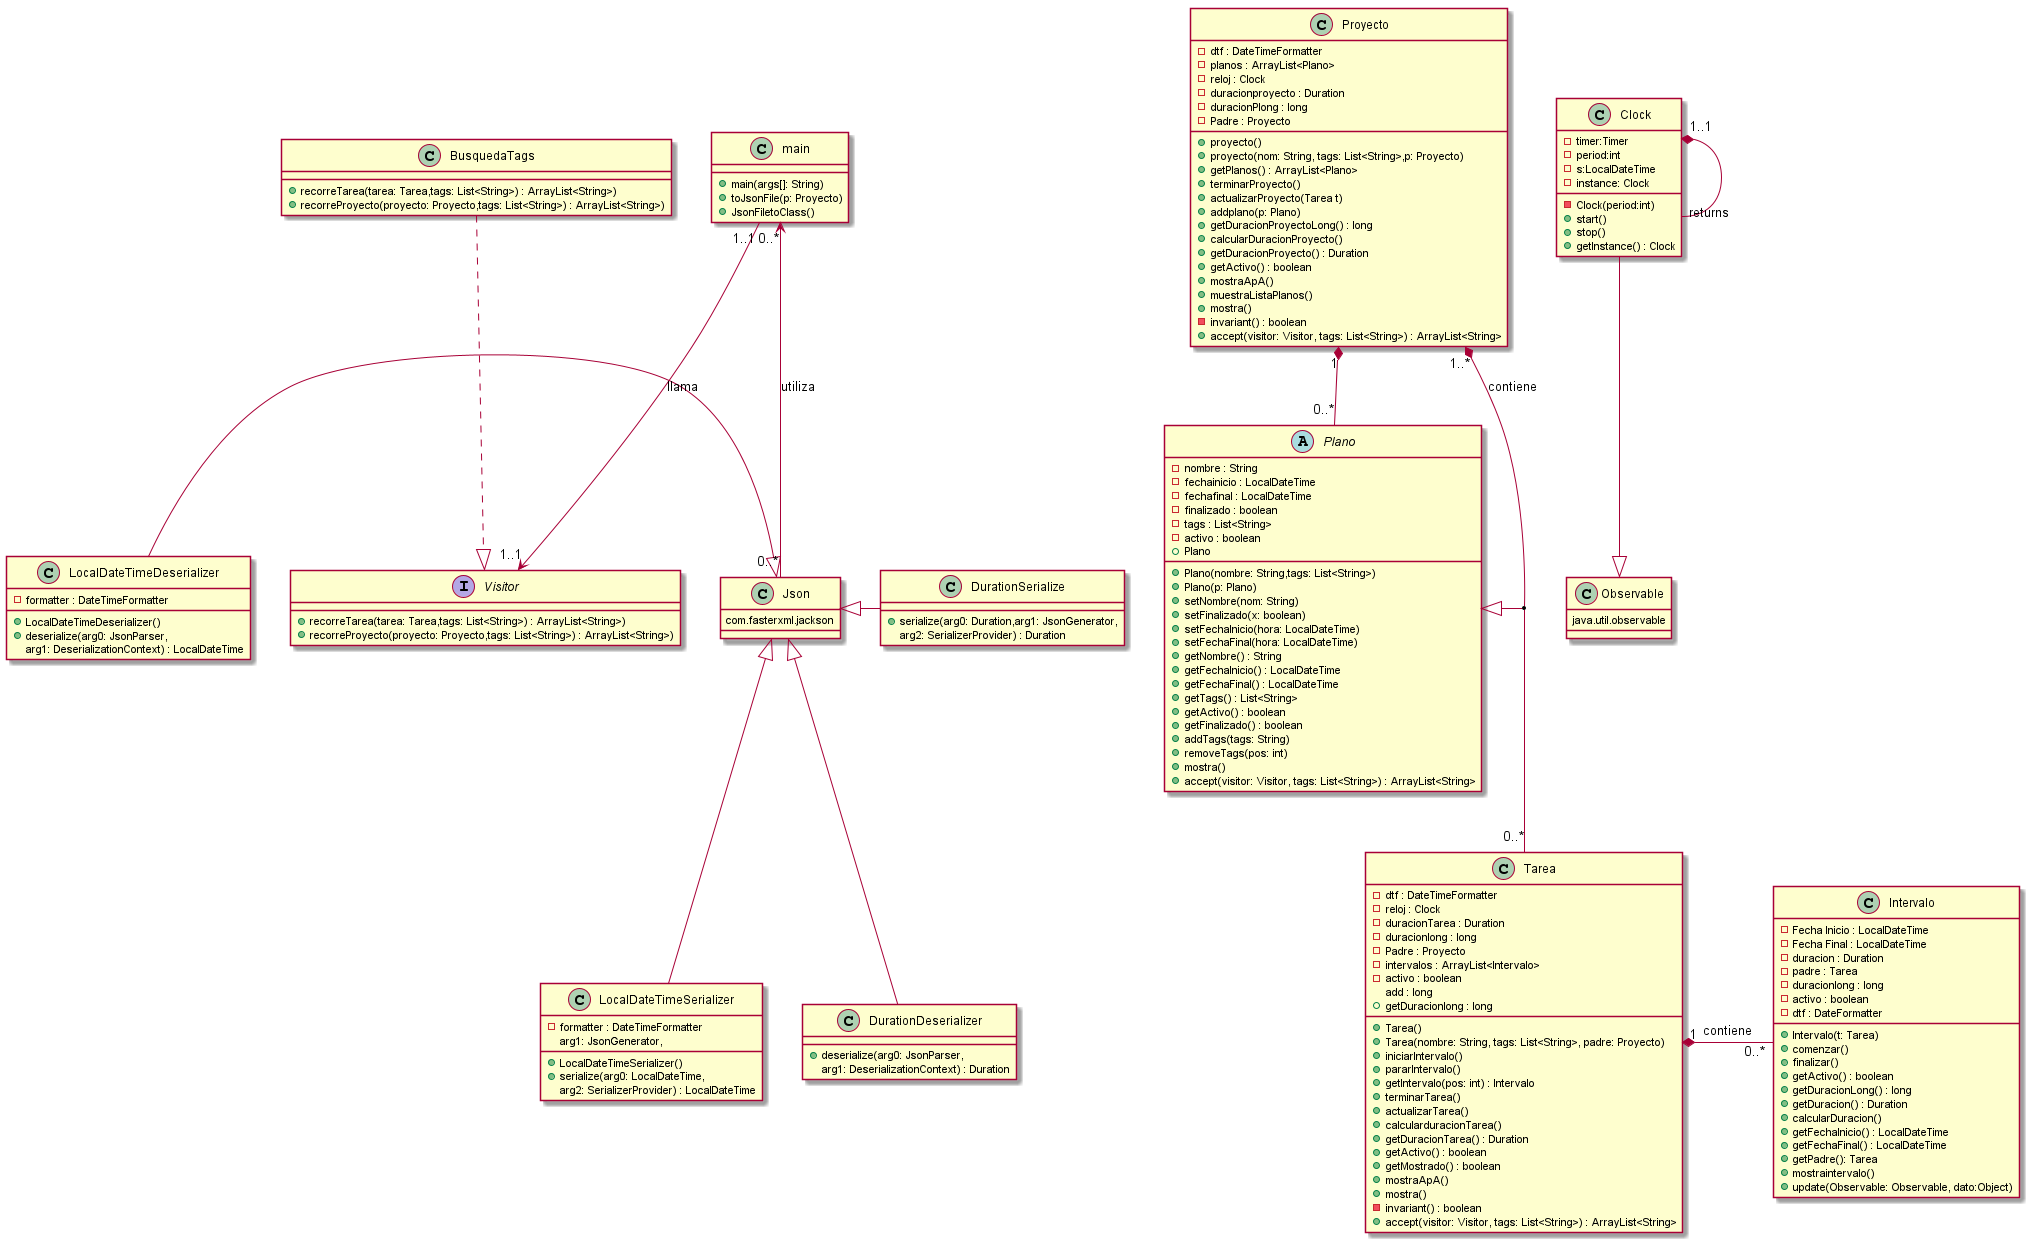 Proyecto
dtf : DateTimeFormatter
planos : ArrayList<Plano>
reloj : Clock
duracionproyecto : Duration
duracionPlong : long
Padre : Proyecto
proyecto()
proyecto(nom: String, tags: List<String>,p: Proyecto)
getPlanos() : ArrayList<Plano>
terminarProyecto()
actualizarProyecto(Tarea t)
addplano(p: Plano)
getDuracionProyectoLong() : long
calcularDuracionProyecto()
getDuracionProyecto() : Duration
getActivo() : boolean
mostraApA()
muestraListaPlanos()
mostra()
invariant() : boolean
accept(visitor: Visitor, tags: List<String>) : ArrayList<String>
Clock
timer:Timer
period:int
s:LocalDateTime
instance: Clock
Clock(period:int)
start()
stop()
getInstance() : Clock
1..1
returns
BusquedaTags
recorreTarea(tarea: Tarea,tags: List<String>) : ArrayList<String>)
recorreProyecto(proyecto: Proyecto,tags: List<String>) : ArrayList<String>)
main
main(args[]: String)
toJsonFile(p: Proyecto)
JsonFiletoClass()
1..1
0..*
llama
utiliza
1
0..*
1..*
contiene
Plano
nombre : String
fechainicio : LocalDateTime
fechafinal : LocalDateTime
finalizado : boolean
tags : List<String>
activo : boolean
Plano
Plano(nombre: String,tags: List<String>)
Plano(p: Plano)
setNombre(nom: String)
setFinalizado(x: boolean)
setFechaInicio(hora: LocalDateTime)
setFechaFinal(hora: LocalDateTime)
getNombre() : String
getFechaInicio() : LocalDateTime
getFechaFinal() : LocalDateTime
getTags() : List<String>
getActivo() : boolean
getFinalizado() : boolean
addTags(tags: String)
removeTags(pos: int)
mostra()
accept(visitor: Visitor, tags: List<String>) : ArrayList<String>
LocalDateTimeDeserializer
formatter : DateTimeFormatter
LocalDateTimeDeserializer()
deserialize(arg0: JsonParser,
arg1: DeserializationContext) : LocalDateTime
1..1
Visitor
recorreTarea(tarea: Tarea,tags: List<String>) : ArrayList<String>)
recorreProyecto(proyecto: Proyecto,tags: List<String>) : ArrayList<String>)
0..*
Json
com.fasterxml.jackson
DurationSerialize
serialize(arg0: Duration,arg1: JsonGenerator,
arg2: SerializerProvider) : Duration
Observable
java.util.observable
0..*
Tarea
dtf : DateTimeFormatter
reloj : Clock
duracionTarea : Duration
duracionlong : long
Padre : Proyecto
intervalos : ArrayList<Intervalo>
activo : boolean
add : long
getDuracionlong : long
Tarea()
Tarea(nombre: String, tags: List<String>, padre: Proyecto)
iniciarIntervalo()
pararIntervalo()
getIntervalo(pos: int) : Intervalo
terminarTarea()
actualizarTarea()
calcularduracionTarea()
getDuracionTarea() : Duration
getActivo() : boolean
getMostrado() : boolean
mostraApA()
mostra()
invariant() : boolean
accept(visitor: Visitor, tags: List<String>) : ArrayList<String>
1
contiene
0..*
Intervalo
Fecha Inicio : LocalDateTime
Fecha Final : LocalDateTime
duracion : Duration
padre : Tarea
duracionlong : long
activo : boolean
dtf : DateFormatter
Intervalo(t: Tarea)
comenzar()
finalizar()
getActivo() : boolean
getDuracionLong() : long
getDuracion() : Duration
calcularDuracion()
getFechaInicio() : LocalDateTime
getFechaFinal() : LocalDateTime
getPadre(): Tarea
mostraintervalo()
update(Observable: Observable, dato:Object)
LocalDateTimeSerializer
formatter : DateTimeFormatter
arg1: JsonGenerator,
LocalDateTimeSerializer()
serialize(arg0: LocalDateTime,
arg2: SerializerProvider) : LocalDateTime
DurationDeserializer
deserialize(arg0: JsonParser,
arg1: DeserializationContext) : Duration